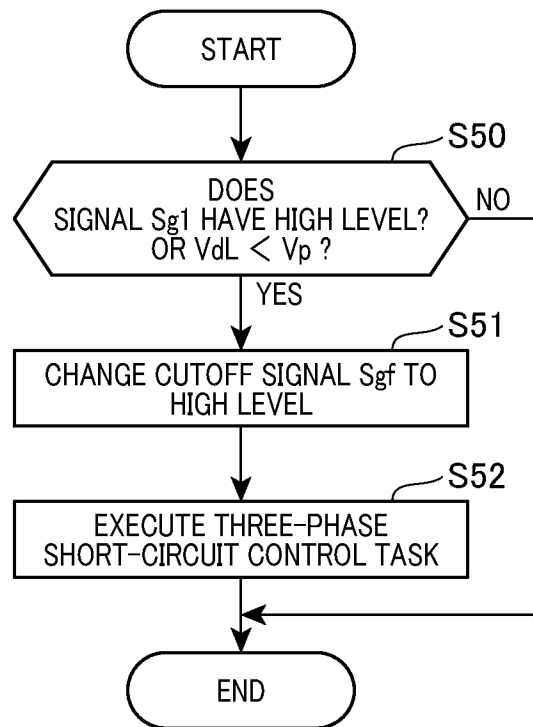 START
S50
DOES
SIGNAL Sg1 HAVE HIGH LEVEL?
OR VdL < Vp ?
NO
YES
S51
CHANGE CUTOFF SIGNAL Sgf TO
HIGH LEVEL
S52
EXECUTE THREE-PHASE
SHORT-CIRCUIT CONTROL TASK
END